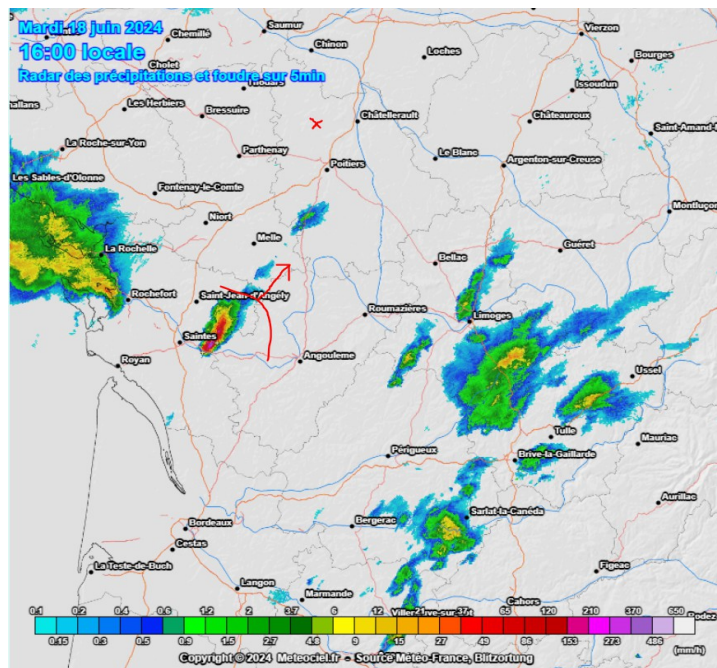 Mardi 18 juin 2024
16:00 locale
Radar des précipitations et foudre sur 5min
Saumur
Chemillé
Vierzon
Chinon
Loches
Bourges
Cholet
Thouars
Issoudun
Les Herbiers
Bressuire
Châtellerault
Châteauroux
Saint-Amand
La Roche-sur-Yon
Parthenay
Le Blanc
Argenton-sur-Creuse
Poitiers
Les Sables-d'Olonne
Fontenay-le-Comte
Montluçon
Niort
Melle
La Rochelle
Bellac
Guéret
Rochefort
Saint-Jean-d'Angély
Roumazières
Limoges
Saintes
Royan
Angouleme
Ussel
Tulle
Mauriac
Périgueux
Brive-la-Gaillarde
Aurillac
Sarlat-la-Canéda
Bergerac
Bordeaux
Cestas
La Teste-de-Buch
Figeac
Langon
Marmande
Cahors
0.1 0.2 0.4 0.6 1.2 2 3.7 6 12 21 37 65 120 210 370 650
0.15 0.3 0.5 0.9 1.5 2.7 4.8 9 15 27 49 86 153 273 486 (mm/h)
Copyright © 2024 Meteociel.fr - Source Météo-France, Blitzortung